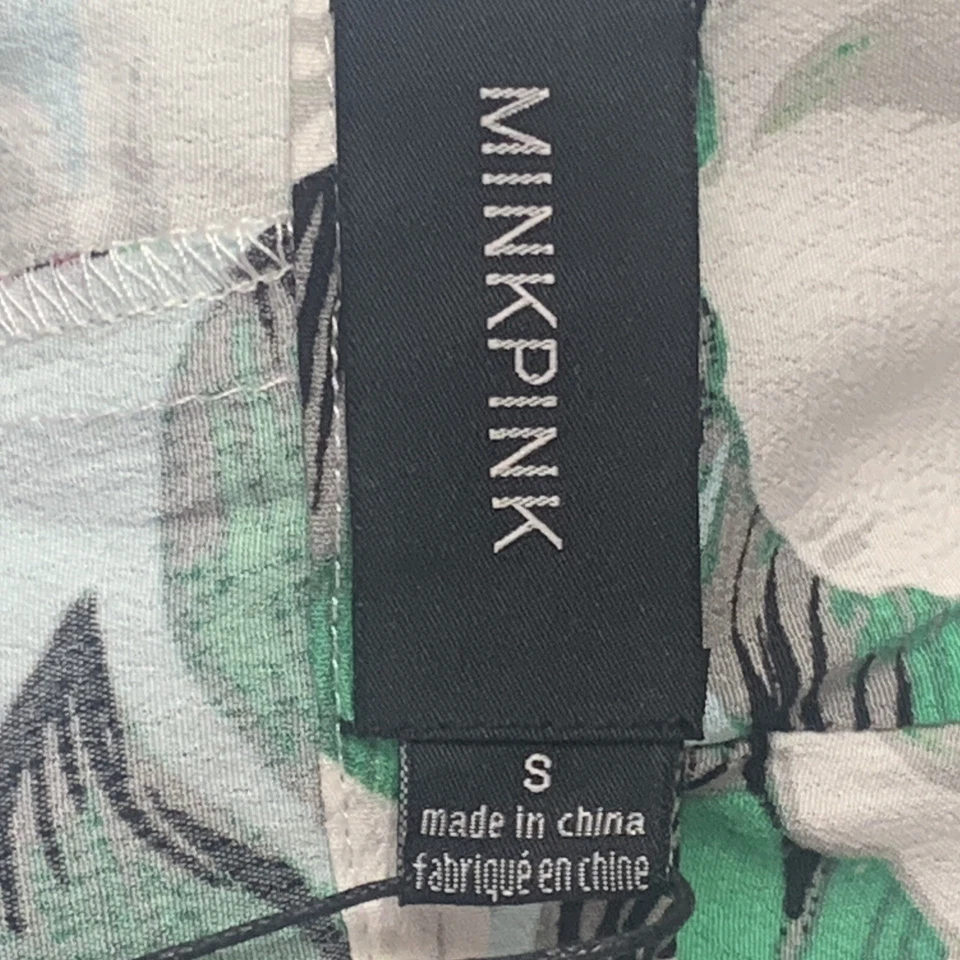 MINKPINK
S
made in china
fabriqué en chine